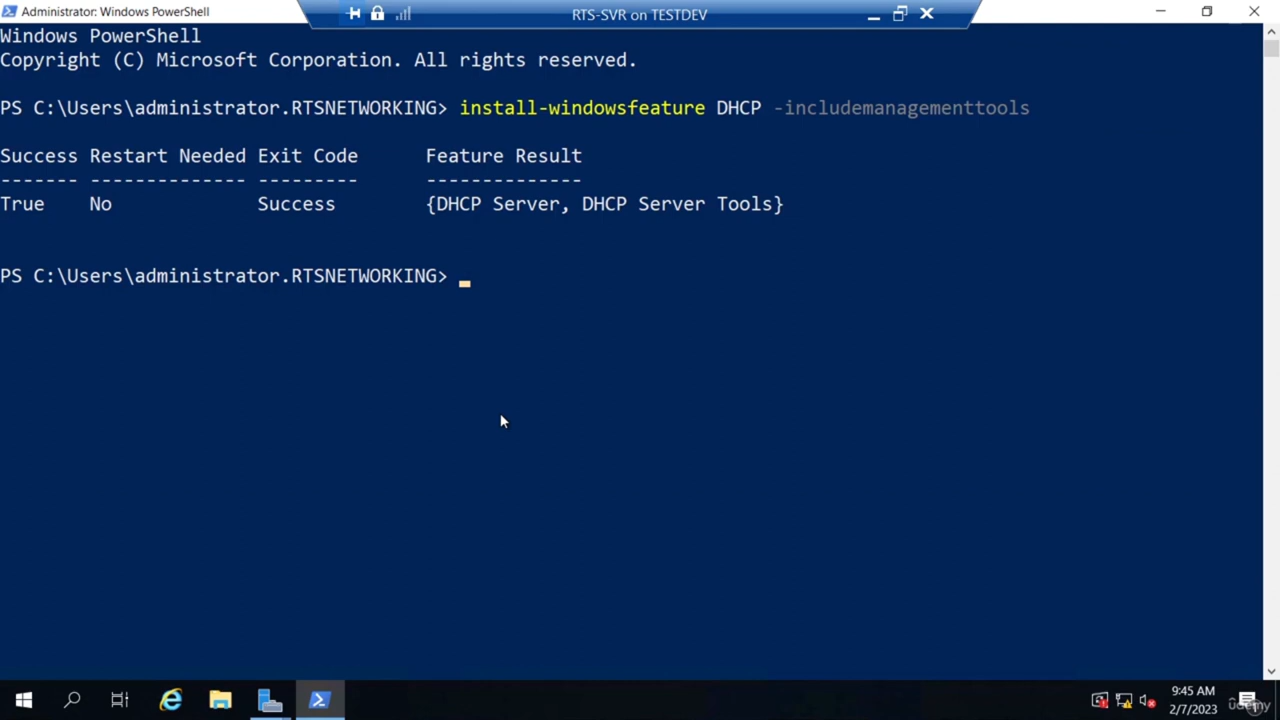 Administrator: Windows PowerShell
RTS-SVR on TESTDEV
Windows PowerShell
Copyright (C) Microsoft Corporation. All rights reserved.
PS C:\Users\administrator.RTSNETWORKING> install-windowsfeature DHCP -includemanagementtools
Success Restart Needed Exit Code      Feature Result
------- -------------- ---------      --------------
True    No             Success        {DHCP Server, DHCP Server Tools}
PS C:\Users\administrator.RTSNETWORKING>
9:45 AM
2/7/2023
udemy